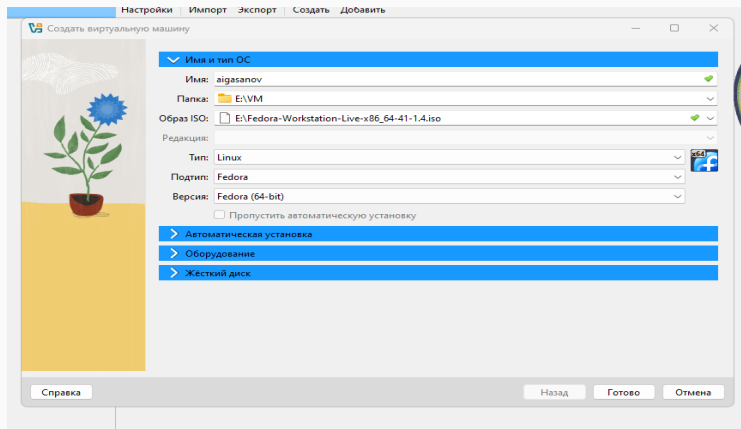 Настройки Импорт Экспорт Создать Добавить
Создать виртуальную машину
Имя и тип ОС
Имя: aigasanov
Папка: E:\VM
Образ ISO: E:\Fedora-Workstation-Live-x86_64-41-1.4.iso
Редакция:
Тип: Linux
x64
Подтип: Fedora
Версия: Fedora (64-bit)
Пропустить автоматическую установку
Автоматическая установка
Оборудование
Жёсткий диск
Справка Назад Готово Отмена